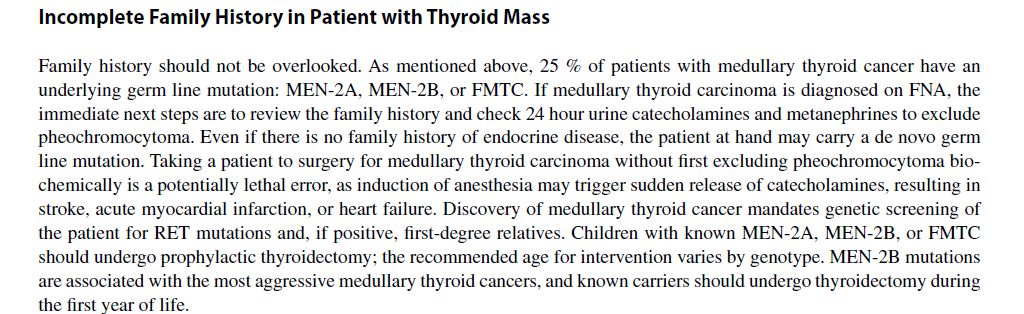 Incomplete Family History in Patient with Thyroid Mass
Family history should not be overlooked. As mentioned above, 25 % of patients with medullary thyroid cancer have an
underlying germ line mutation: MEN-2A, MEN-2B, or FMTC. If medullary thyroid carcinoma is diagnosed on FNA, the
immediate next steps are to review the family history and check 24 hour urine catecholamines and metanephrines to exclude
pheochromocytoma. Even if there is no family history of endocrine disease, the patient at hand may carry a de novo germ
line mutation. Taking a patient to surgery for medullary thyroid carcinoma without first excluding pheochromocytoma bio-
chemically is a potentially lethal error, as induction of anesthesia may trigger sudden release of catecholamines, resulting in
stroke, acute myocardial infarction, or heart failure. Discovery of medullary thyroid cancer mandates genetic screening of
the patient for RET mutations and, if positive, first-degree relatives. Children with known MEN-2A, MEN-2B, or FMTC
should undergo prophylactic thyroidectomy; the recommended age for intervention varies by genotype. MEN-2B mutations
are associated with the most aggressive medullary thyroid cancers, and known carriers should undergo thyroidectomy during
the first year of life.